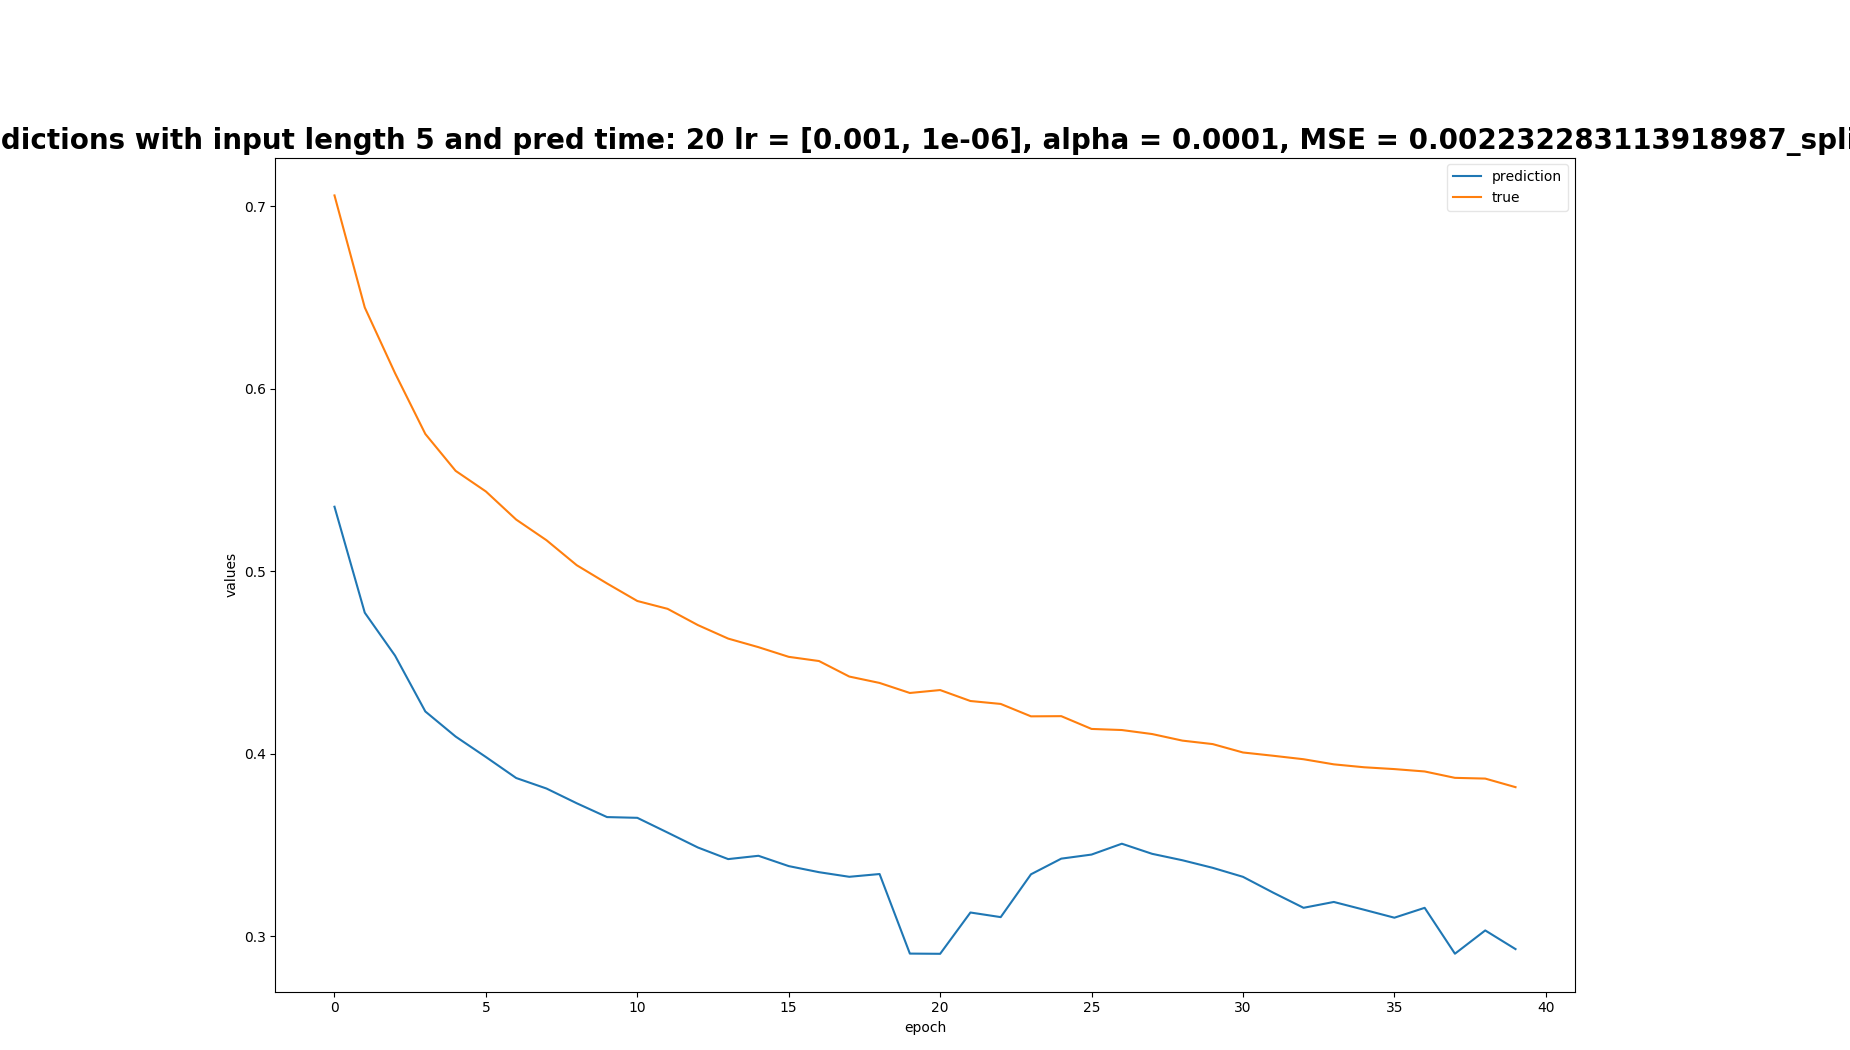 dictions with input length 5 and pred time: 20 lr = [0.001, 1e-06], alpha = 0.0001, MSE = 0.002232283113918987_spli
prediction
true
0.7
0.6
0.5
0.4
0.3
values
0
5
10
15
20
25
30
35
40
epoch